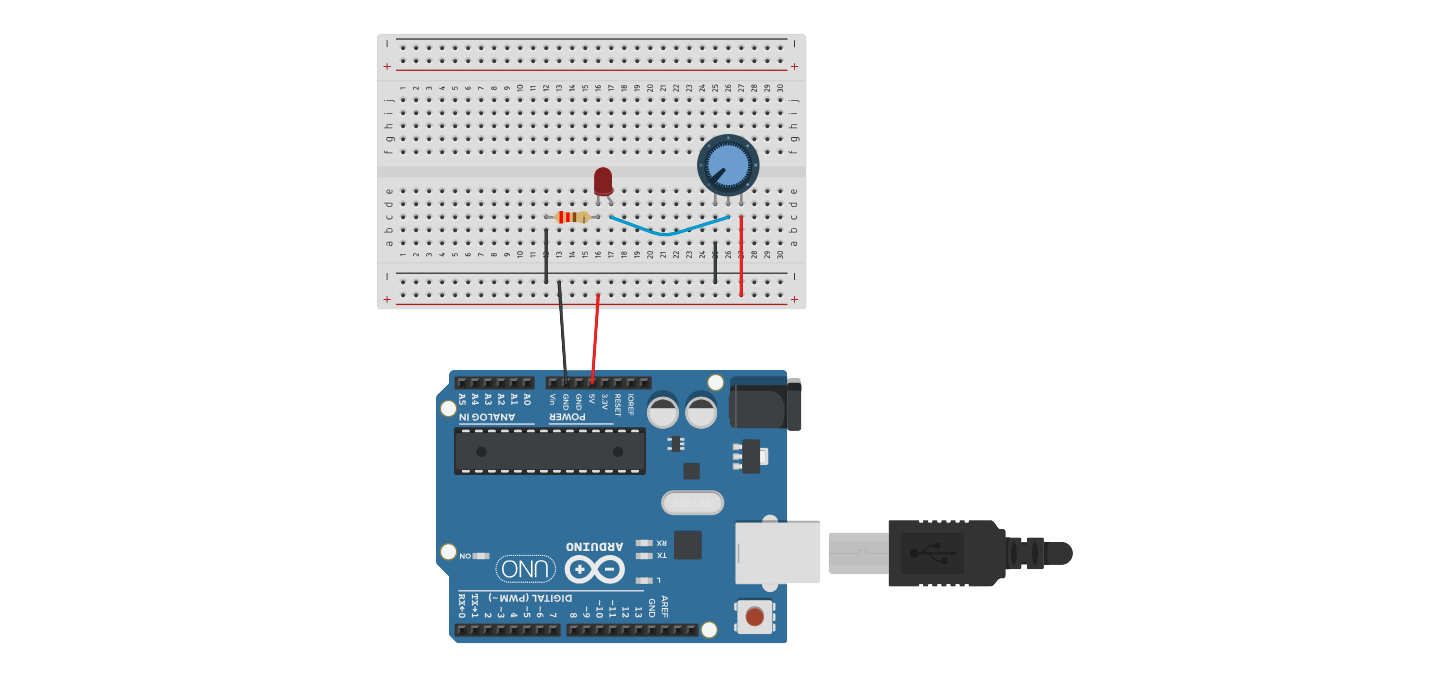 − −
+ +
1 2 3 4 5 6 7 8 9 10 11 12 13 14 15 16 17 18 19 20 21 22 23 24 25 26 27 28 29 30
j j
i i
h h
g g
f f
e e
d d
c c
b b
a a
1 2 3 4 5 6 7 8 9 10 11 12 13 14 15 16 17 18 19 20 21 22 23 24 25 26 28 29 30
− −
+ +
A5 A4 A3 A2 A1 A0 Vin GND GND 5V 3.3V RESET IOREF
ANALOG IN POWER
ON UNO ARDUINO RX
TX
L
DIGITAL (PWM~)
RX←0 TX→1 2 ~3 4 ~5 ~6 7 8 ~9 ~10 ~11 12 13 GND AREF